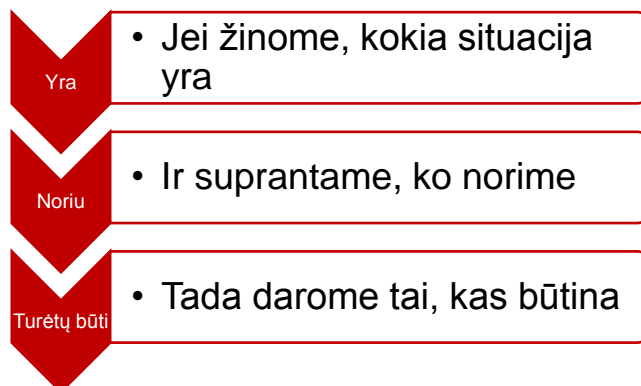 Yra
• Jei žinome, kokia situacija
yra
Noriu
• Ir suprantame, ko norime
Turėtų būti
• Tada darome tai, kas būtina